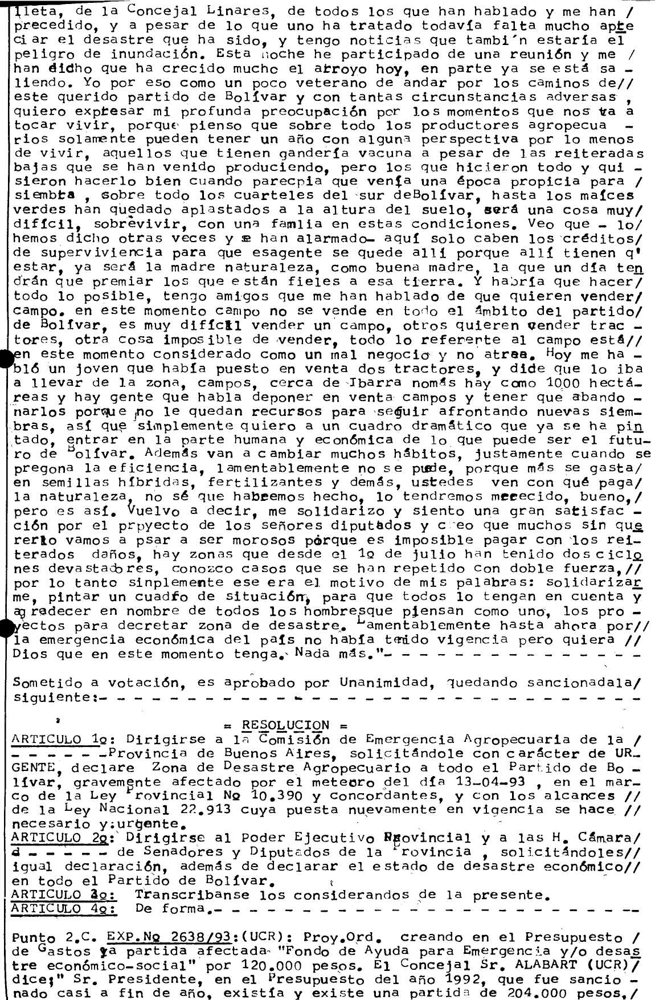 lleta, de la Concejal Linares, de todos los que han hablado y me han /
precedido, y a pesar de lo que uno ha tratado todavía falta mucho apte
ciar el desastre que ha sido, y tengo noticias que tambi´n estaría el
peligro de inundación. Esta noche he participado de una reunión y me /
han didho que ha crecido mucho el arroyo hoy, en parte ya se está sa -
liendo. Yo por eso como un poco veterano de andar por los caminos de//
este querido partido de Bolívar y con tantas circunstancias adversas ,
quiero expresar mi profunda preocupación por los momentos que nos va a
tocar vivir, porque pienso que sobre todo los productores agropecua -
rios solamente pueden tener un año con alguna perspectiva por lo menos
de vivir, aquellos que tienen gandería vacuna a pesar de las reiteradas
bajas que se han venido produciendo, pero los que hicieron todo y qui -
sieron hacerlo bien cuando parecpia que venía una época propicia para /
siembta , sobre todo los cuarteles del sur deBolívar, hasta los maíces
verdes han quedado aplastados a la altura del suelo, será una cosa muy/
difícil, sobrevivir, con una famlia en estas condiciones. Veo que - lo/
hemos dicho otras veces y se han alarmado- aquí solo caben los créditos/
de superviviencia para que esagente se quede allí porque allí tienen q'
estar, ya será la madre naturaleza, como buena madre, la que un día ten
drán que premiar los que están fieles a esa tierra. Y habría que hacer/
todo lo posible, tengo amigos que me han hablado de que quieren vender/
campo. en este momento campo no se vende en todo el ámbito del partido/
de Bolívar, es muy difícil vender un campo, otros quieren vender trac -
tores, otra cosa imposible de vender, todo lo referente al campo está//
en este momento considerado como un mal negocio y no atrae. Hoy me ha -
bló un joven que había puesto en venta dos tractores, y dide que lo iba
a llevar de la zona, campos, cerca de Ibarra nomás hay como 1000 hectá-
reas y hay gente que habla deponer en venta campos y tener que abando -
narlos porque no le quedan recursos para seguir afrontando nuevas siem-
bras, así que simplemente quiero a un cuadro dramático que ya se ha pin
tado, entrar en la parte humana y económica de lo que puede ser el futu-
ro de Bolívar. Además van a cambiar muchos hábitos, justamente cuando se
pregona la eficiencia, lamentablemente no se puede, porque más se gasta/
en semillas híbridas, fertilizantes y demás, ustedes ven con qué paga/
la naturaleza, no sé que habremos hecho, lo tendremos merecido, bueno,/
pero es así. Vuelvo a decir, me solidarizo y siento una gran satisfac -
ción por el prpyecto de los señores diputados y creo que muchos sin que
rerlo vamos a psar a ser morosos porque es imposible pagar con los rei-
terados daños, hay zonas que desde el 1º de julio han tenido dos ciclo
nes devastadores, conozco casos que se han repetido con doble fuerza,//
por lo tanto sinplemente ese era el motivo de mis palabras: solidarizar
me, pintar un cuadro de situación, para que todos lo tengan en cuenta y
agradecer en nombre de todos los hombresque piensan como uno, los pro -
yectos para decretar zona de desastre. Lamentablemente hasta ahora por//
la emergencia económica del país no había tenido vigencia pero quiera //
Dios que en este momento tenga. Nada más."- - - - - - - - - - - - - - -
Sometido a votación, es aprobado por Unanimidad, quedando sancionadala/
siguiente:- - - - - - - - - - - - - - - - - - - - - - - - - - - - - - -
= RESOLUCION =
ARTICULO 1º: Dirigirse a la Comisión de Emergencia Agropecuaria de la /
- - - - - -Provincia de Buenos Aires, solicitándole con carácter de UR-
GENTE, declare Zona de Desastre Agropecuario a todo el Partido de Bo -
lívar, gravemente afectado por el meteoro del día 13-04-93 , en el mar-
co de la Ley Provincial Nº 10.390 y concordantes, y con los alcances //
de la Ley Nacional 22.913 cuya puesta nuevamente en vigencia se hace //
necesario y urgente.
ARTICULO 2º: Dirigirse al Poder Ejecutivo Provincial y a las H. Cámara/
d - - - - - de Senadores y Diputados de la Provincia , solicitándoles//
igual declaración, además de declarar el estado de desastre económico//
en todo el Partido de Bolívar.
ARTICULO 3º: Transcribanse los considerandos de la presente.
ARTICULO 4º: De forma.- - - - - - - - - - - - - - - - - - - - - - - - -
Punto 2.C. EXP.Nº 2638/93:(UCR): Proy.Ord. creando en el Presupuesto /
de Gastos ya partida afectada "Fondo de Ayuda para Emergencia y/o desas
tre económico-social" por 120.000 pesos. El Concejal Sr. ALABART (UCR)/
dice;" Sr. Presidente, en el Presupuesto del año 1992, que fue sancio -
nado casi a fin de año, existía y existe una partida de 204.000 pesos,/